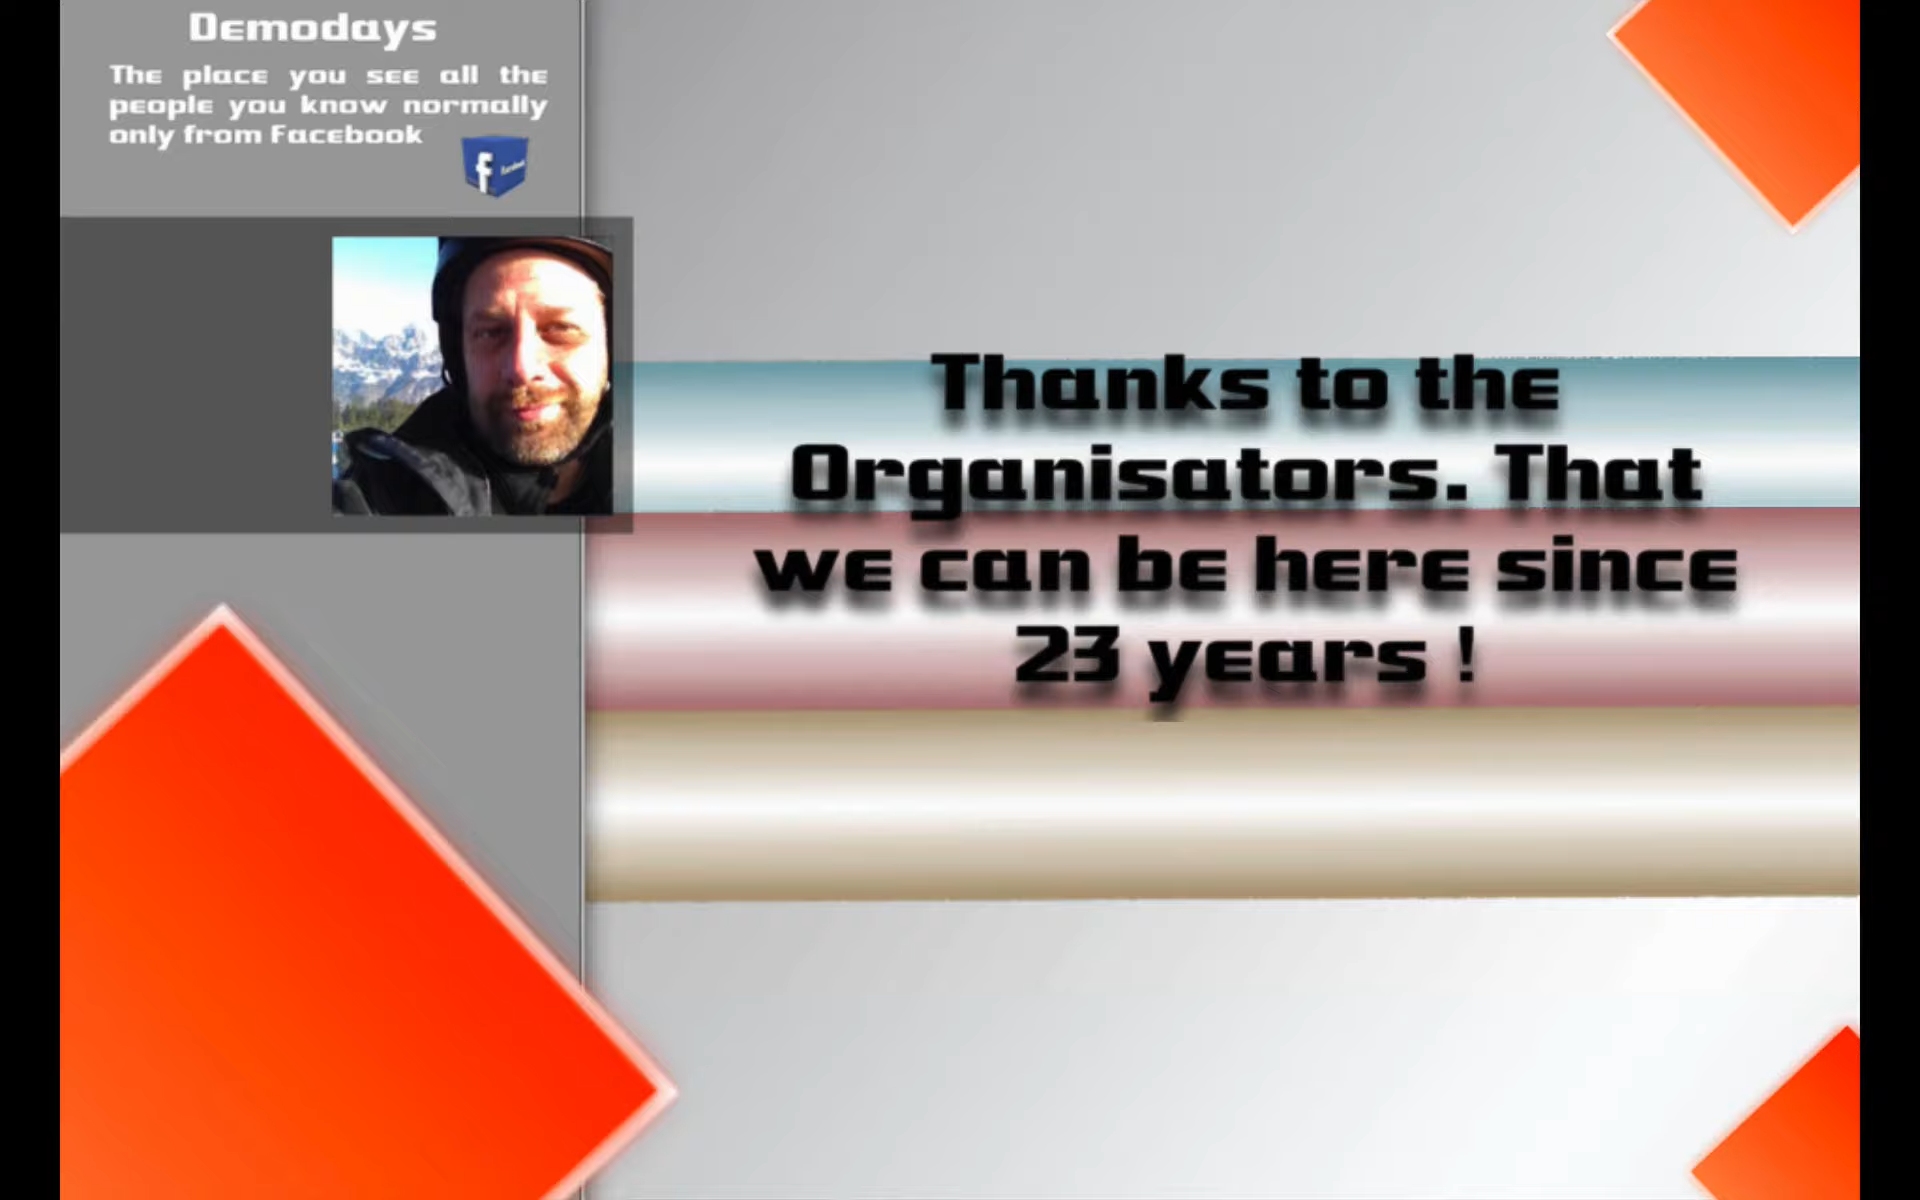 Demodays
The place you see all the
people you know normally
only from Facebook
Thanks to the
Organisators. That
we can be here since
23 years !